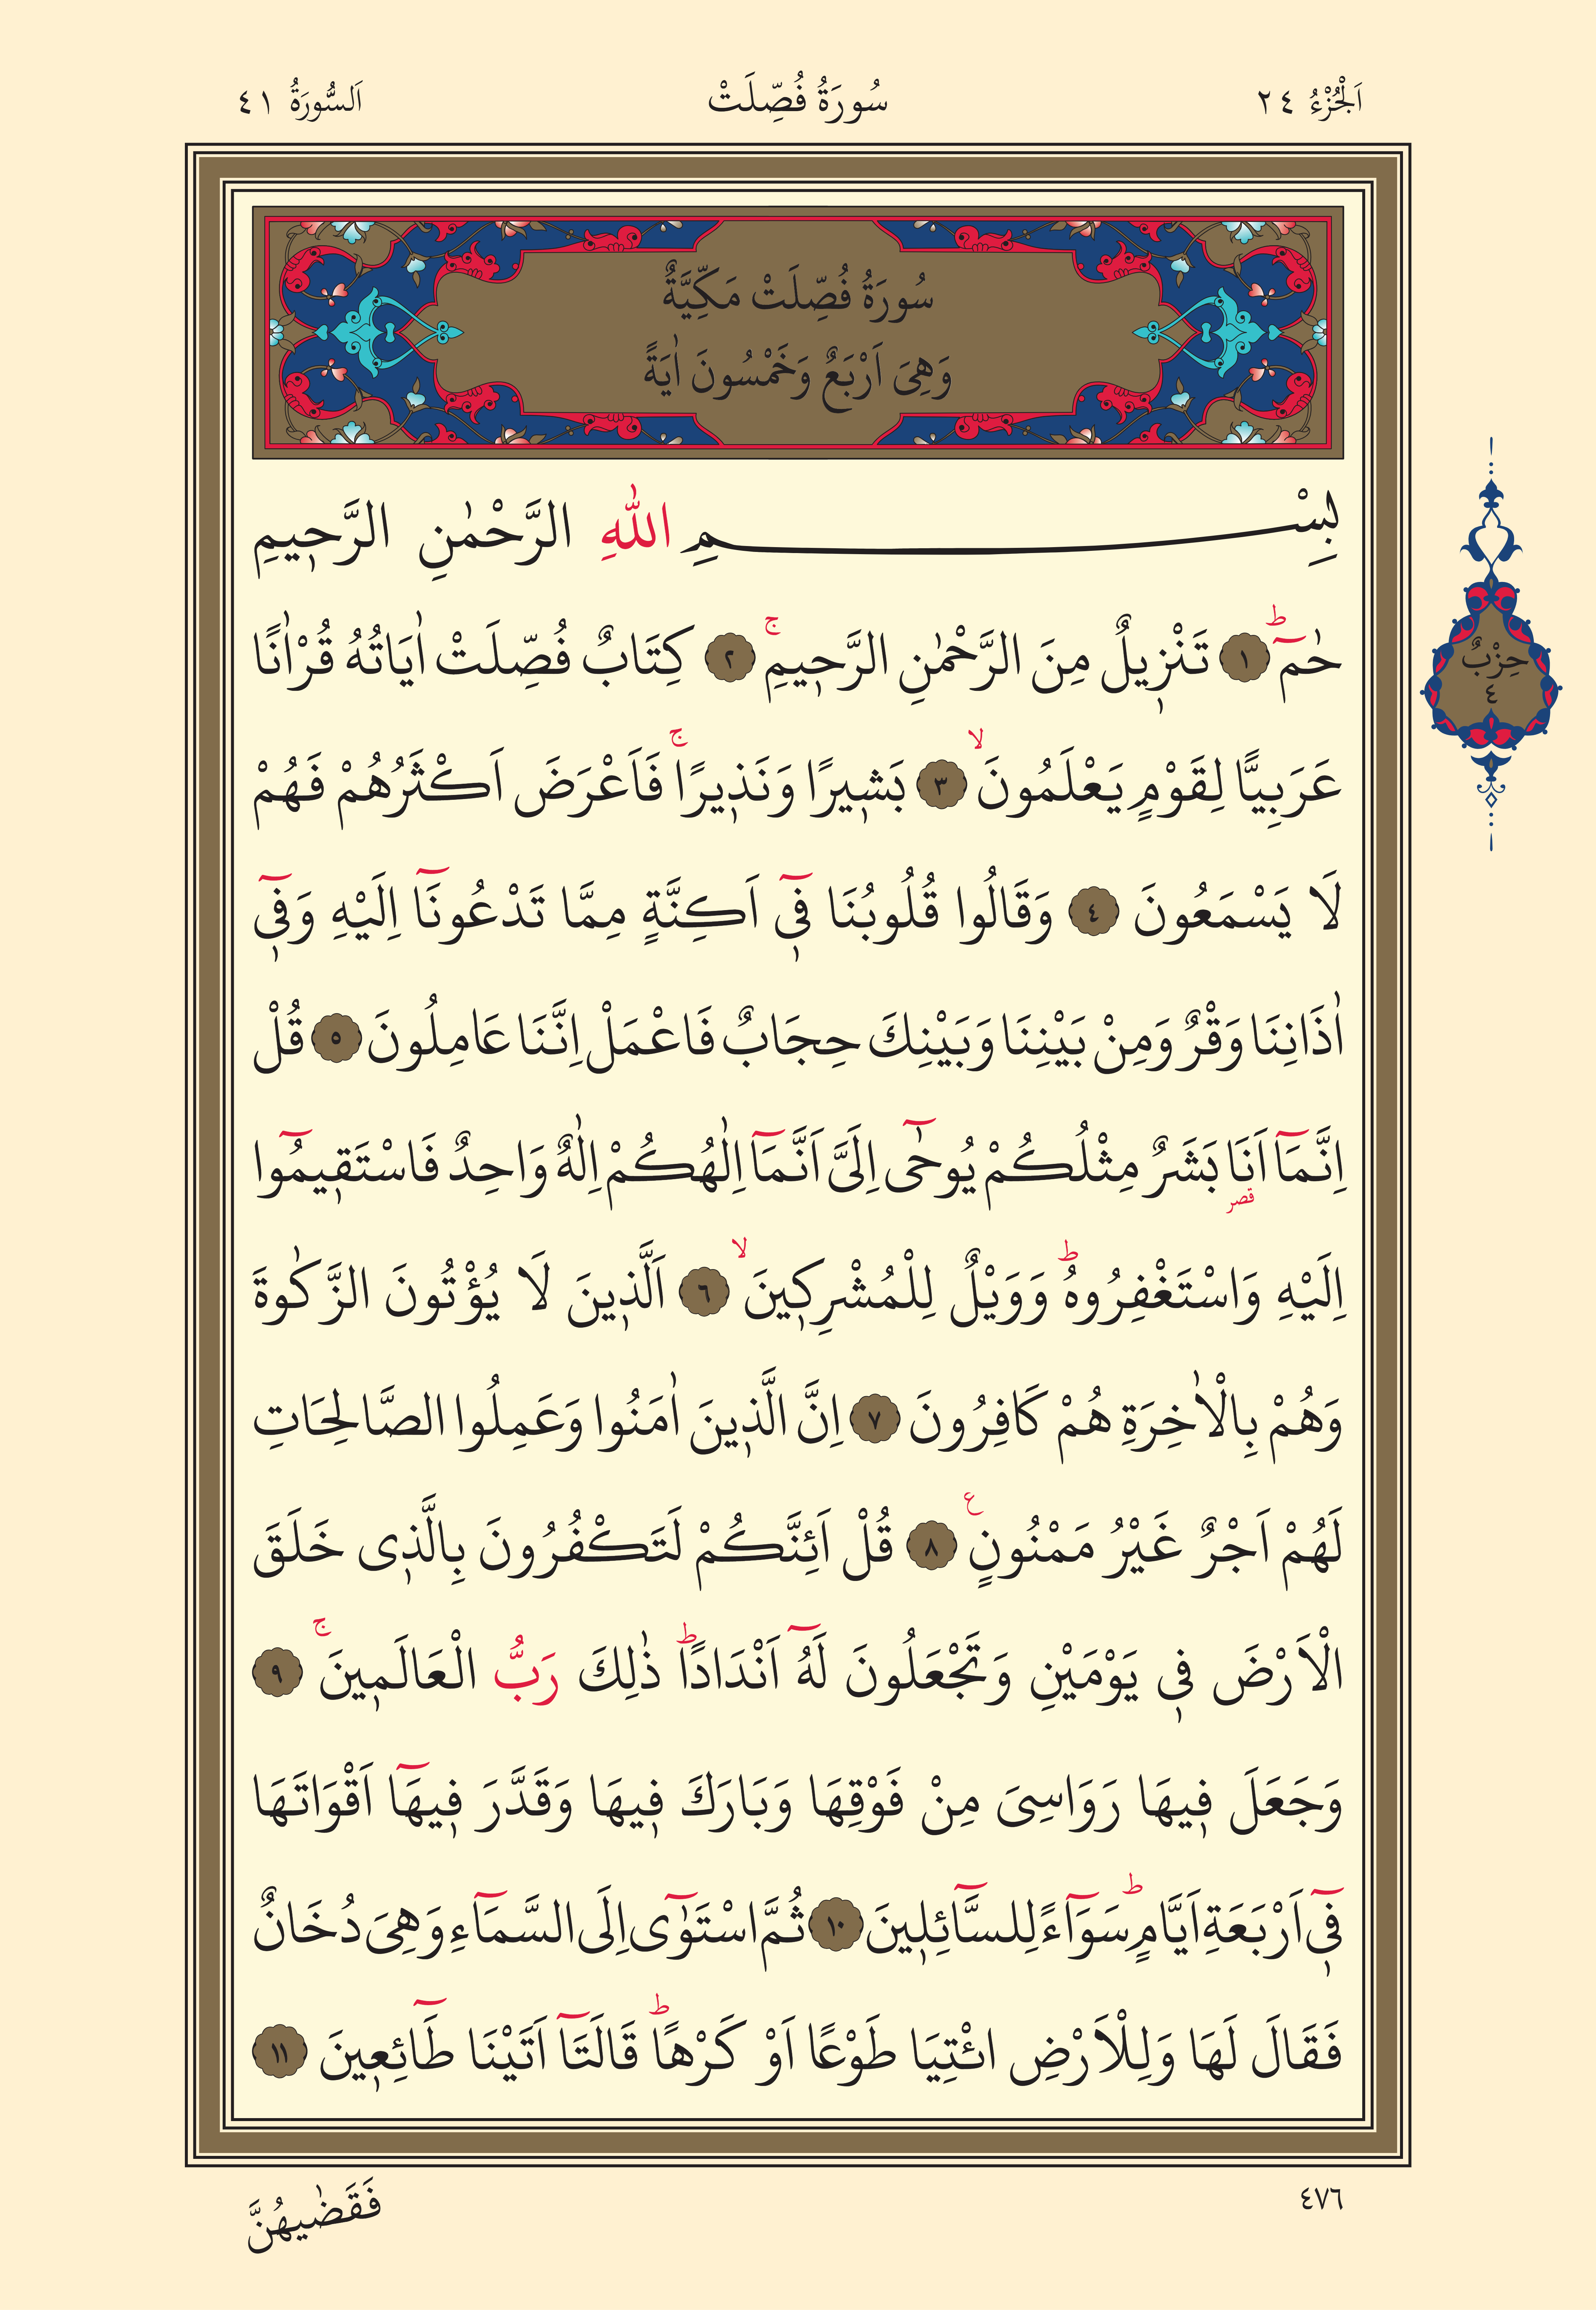 اَلْجُزْءُ ٢٤
سُورَةُ فُصِّلَتْ
اَلسُّورَةُ ٤١
سُورَةُ فُصِّلَتْ مَكِّيَّةٌ
وَهِىَ اَرْبَعٌ وَخَمْسُونَ اٰيَةً
بِسْمِ اللّٰهِ الرَّحْمٰنِ الرَّح۪يمِ
حٰمٓۜ ﴿١﴾ تَنْز۪يلٌ مِنَ الرَّحْمٰنِ الرَّح۪يمِۚ ﴿٢﴾ كِتَابٌ فُصِّلَتْ اٰيَاتُهُ قُرْاٰنًا
حِزْبٌ
٤
عَرَبِيًّا لِقَوْمٍ يَعْلَمُونَۙ ﴿٣﴾ بَش۪يرًا وَنَذ۪يرًاۚ فَاَعْرَضَ اَكْثَرُهُمْ فَهُمْ
لَا يَسْمَعُونَ ﴿٤﴾ وَقَالُوا قُلُوبُنَا ف۪ٓي اَكِنَّةٍ مِمَّا تَدْعُونَٓا اِلَيْهِ وَف۪ٓي
اٰذَانِنَا وَقْرٌ وَمِنْ بَيْنِنَا وَبَيْنِكَ حِجَابٌ فَاعْمَلْ اِنَّنَا عَامِلُونَ ﴿٥﴾ قُلْ
اِنَّمَٓا اَنَا۬ بَشَرٌ مِثْلُكُمْ يُوحٰٓى اِلَيَّ اَنَّمَٓا اِلٰهُكُمْ اِلٰهٌ وَاحِدٌ فَاسْتَق۪يمُٓوا
قصر
اِلَيْهِ وَاسْتَغْفِرُوهُۜ وَوَيْلٌ لِلْمُشْرِك۪ينَۙ ﴿٦﴾ اَلَّذ۪ينَ لَا يُؤْتُونَ الزَّكٰوةَ
وَهُمْ بِالْاٰخِرَةِ هُمْ كَافِرُونَ ﴿٧﴾ اِنَّ الَّذ۪ينَ اٰمَنُوا وَعَمِلُوا الصَّالِحَاتِ
لَهُمْ اَجْرٌ غَيْرُ مَمْنُونٍ۟ ﴿٨﴾ قُلْ اَئِنَّكُمْ لَتَكْفُرُونَ بِالَّذ۪ى خَلَقَ
الْاَرْضَ ف۪ى يَوْمَيْنِ وَتَجْعَلُونَ لَهُٓ اَنْدَادًاۜ ذٰلِكَ رَبُّ الْعَالَم۪ينَۚ ﴿٩﴾
وَجَعَلَ ف۪يهَا رَوَاسِىَ مِنْ فَوْقِهَا وَبَارَكَ ف۪يهَا وَقَدَّرَ ف۪يهَٓا اَقْوَاتَهَا
ف۪ٓى اَرْبَعَةِ اَيَّامٍۜ سَوَٓاءً لِلسَّٓائِل۪ينَ ﴿١٠﴾ ثُمَّ اسْتَوٰٓى اِلَى السَّمَٓاءِ وَهِىَ دُخَانٌ
فَقَالَ لَهَا وَلِلْاَرْضِ ائْتِيَا طَوْعًا اَوْ كَرْهًاۜ قَالَتَٓا اَتَيْنَا طَٓائِع۪ينَ ﴿١١﴾
٤٧٦
فَقَضٰيهُنَّ